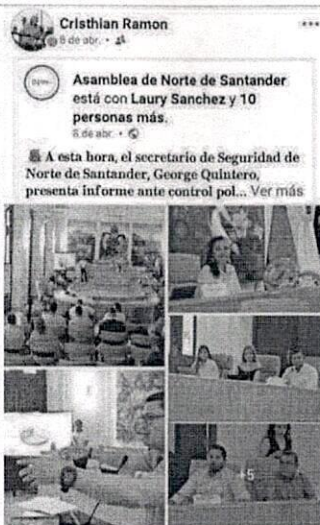 Cristhian Ramon
8 de abr.
Asamblea de Norte de Santander
está con Laury Sanchez y 10
personas más.
8 de abr.
A esta hora, el secretario de Seguridad de
Norte de Santander, George Quintero,
presenta informe ante control pol... Ver más
+5